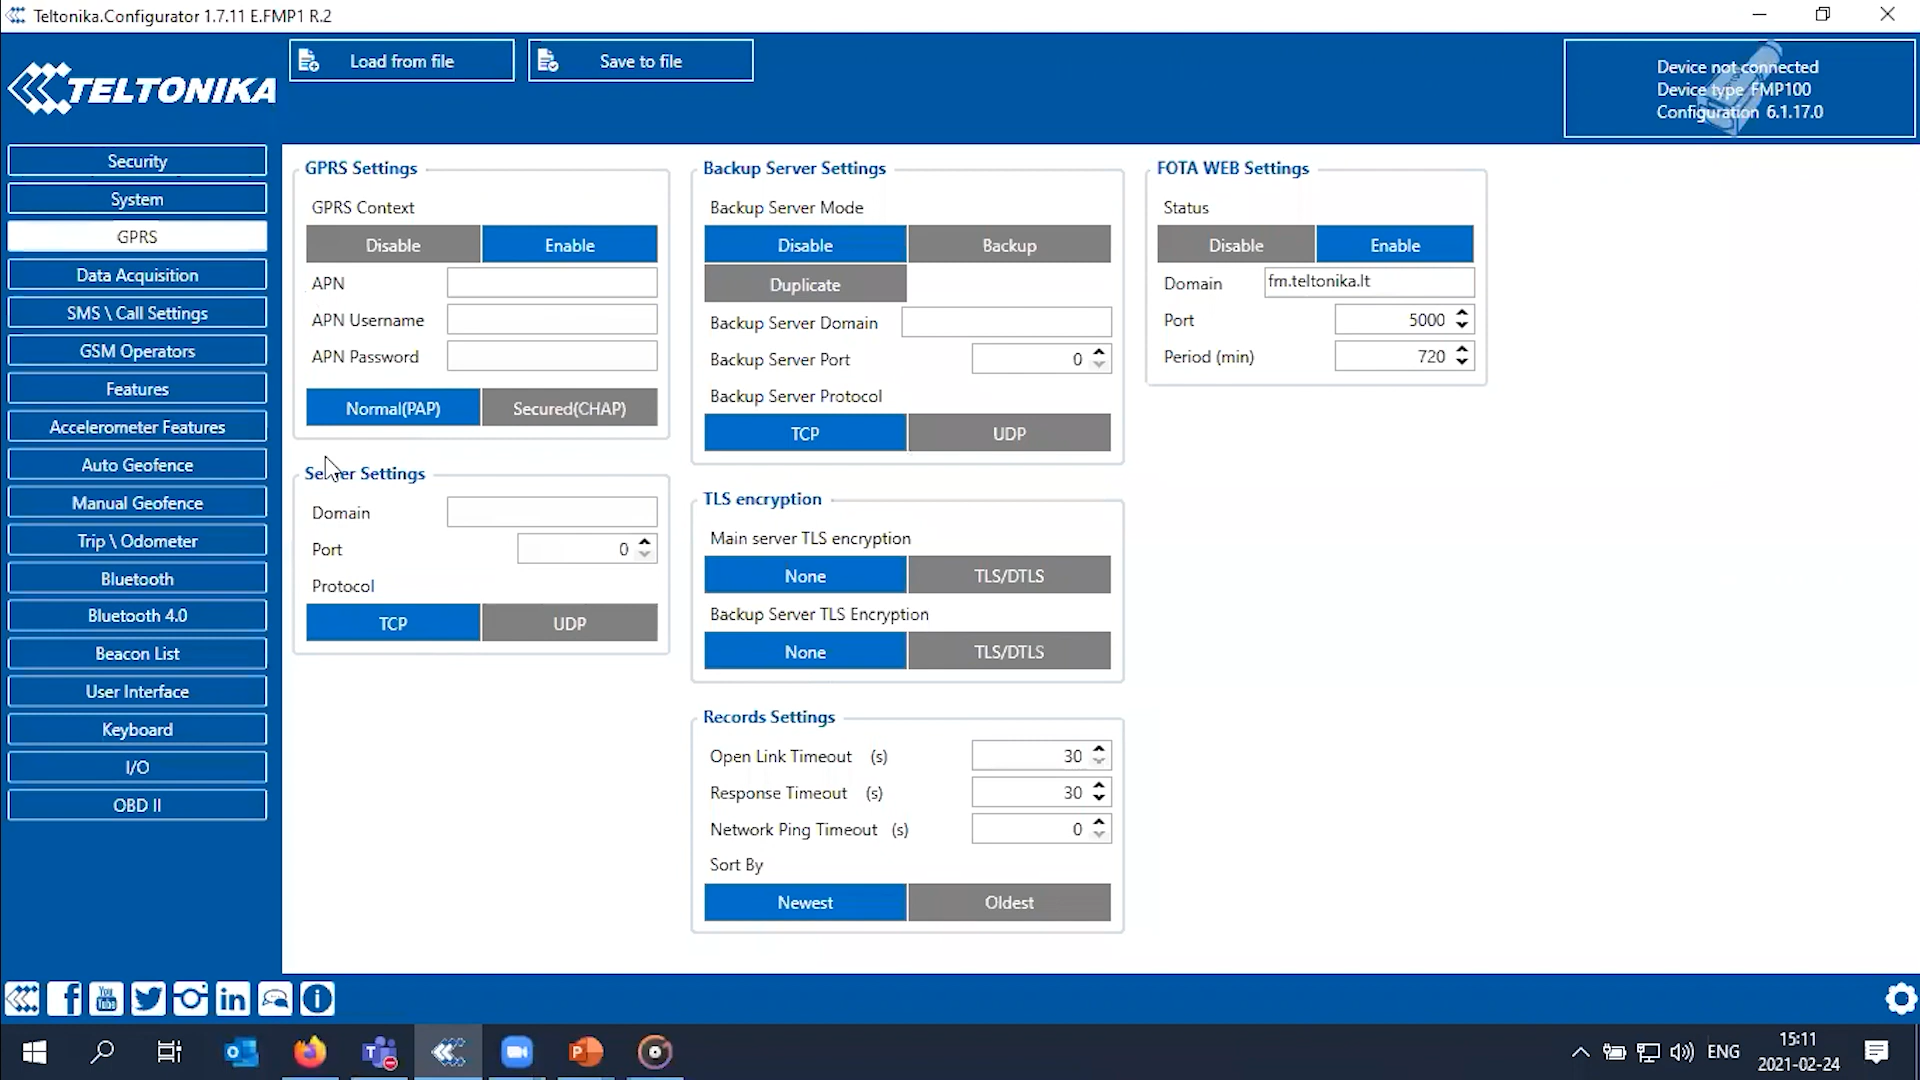 Teltonika.Configurator 1.7.11 E.FMP1 R.2
TELTONIKA
Load from file
Save to file
Device not connected
Device type FMP100
Configuration 6.1.17.0
Security
System
GPRS
Data Acquisition
SMS \ Call Settings
GSM Operators
Features
Accelerometer Features
Auto Geofence
Manual Geofence
Trip \ Odometer
Bluetooth
Bluetooth 4.0
Beacon List
User Interface
Keyboard
I/O
OBD II
GPRS Settings
GPRS Context
Disable Enable
APN
APN Username
APN Password
Normal(PAP) Secured(CHAP)
Server Settings
Domain
Port 0
Protocol
TCP UDP
Backup Server Settings
Backup Server Mode
Disable Backup
Duplicate
Backup Server Domain
Backup Server Port 0
Backup Server Protocol
TCP UDP
TLS encryption
Main server TLS encryption
None TLS/DTLS
Backup Server TLS Encryption
None TLS/DTLS
Records Settings
Open Link Timeout (s) 30
Response Timeout (s) 30
Network Ping Timeout (s) 0
Sort By
Newest Oldest
FOTA WEB Settings
Status
Disable Enable
Domain fm.teltonika.lt
Port 5000
Period (min) 720
You Tube
in
ENG
15:11
2021-02-24